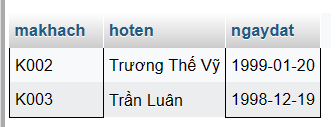 makhach hoten ngaydat
K002 Trương Thế Vỹ 1999-01-20
K003 Trần Luân 1998-12-19